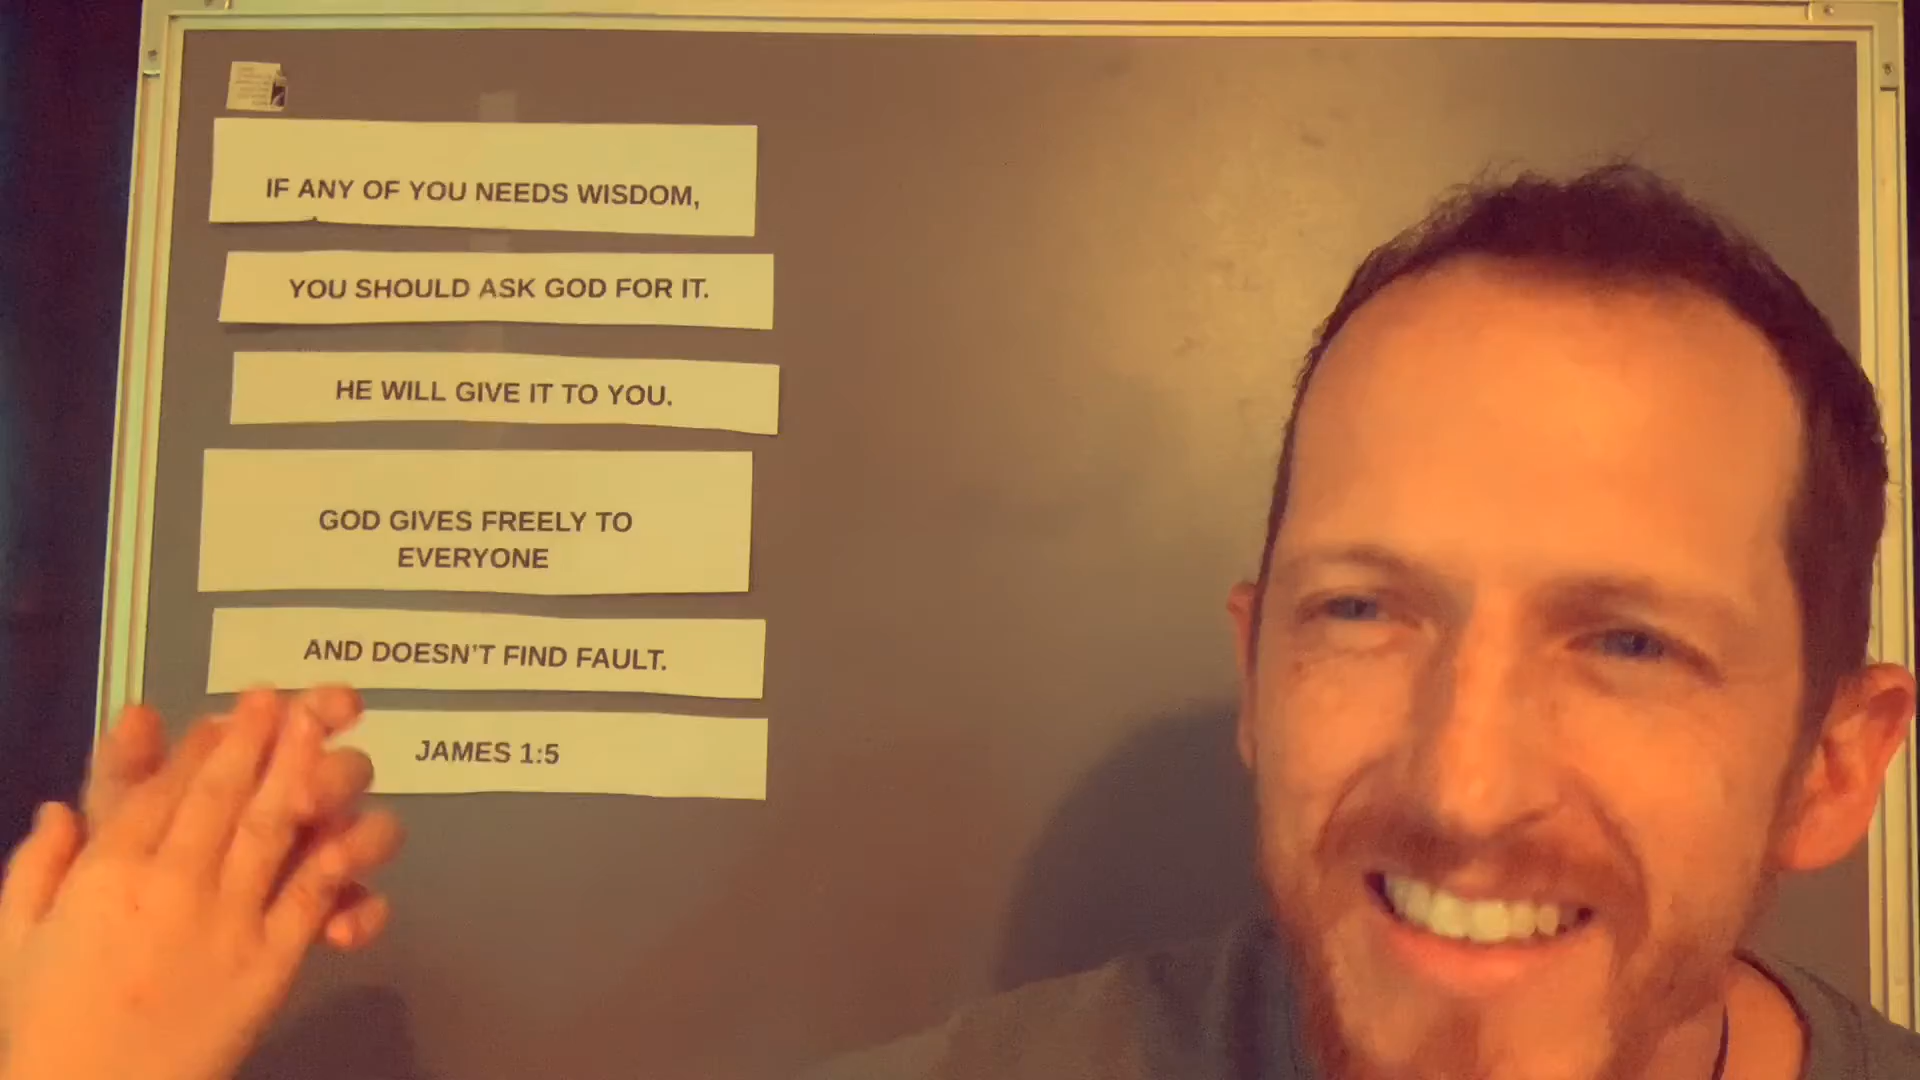 IF ANY OF YOU NEEDS WISDOM,
YOU SHOULD ASK GOD FOR IT.
HE WILL GIVE IT TO YOU.
GOD GIVES FREELY TO
EVERYONE
AND DOESN'T FIND FAULT.
JAMES 1:5